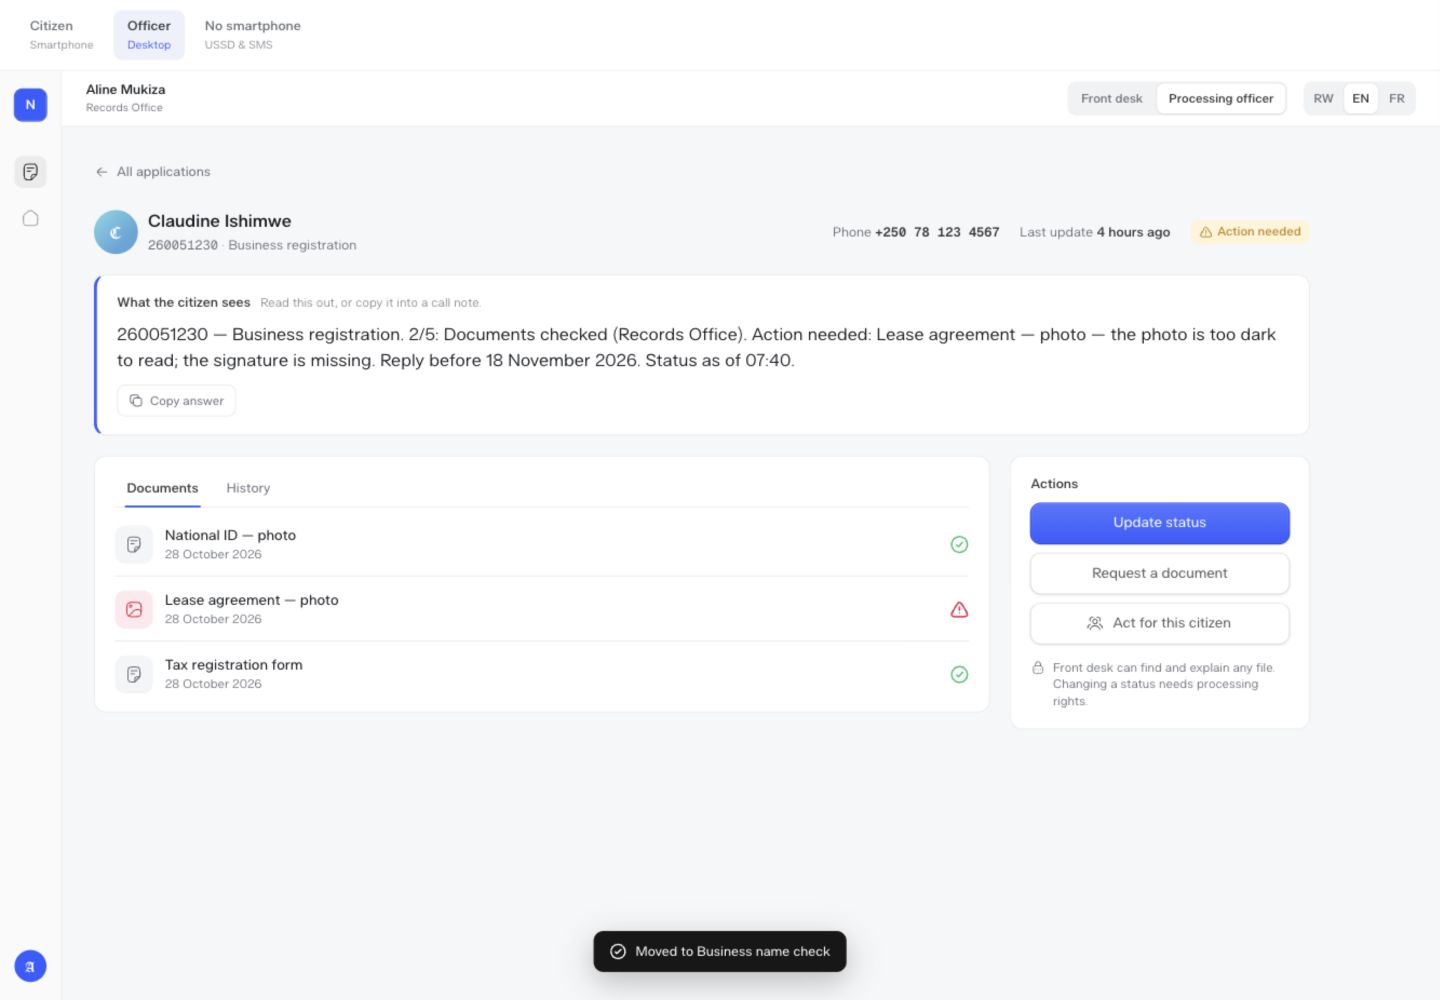 Citizen
Smartphone
Officer
Desktop
No smartphone
USSD & SMS
N
Aline Mukiza
Records Office
Front desk
Processing officer
RW
EN
FR
← All applications
ℭ
Claudine Ishimwe
260051230 · Business registration
Phone +250 78 123 4567
Last update 4 hours ago
Action needed
What the citizen sees Read this out, or copy it into a call note.
260051230 — Business registration. 2/5: Documents checked (Records Office). Action needed: Lease agreement — photo — the photo is too dark
to read; the signature is missing. Reply before 18 November 2026. Status as of 07:40.
Copy answer
Documents
History
National ID — photo
28 October 2026
Lease agreement — photo
28 October 2026
Tax registration form
28 October 2026
Actions
Update status
Request a document
Act for this citizen
Front desk can find and explain any file.
Changing a status needs processing
rights.
𝔄
Moved to Business name check